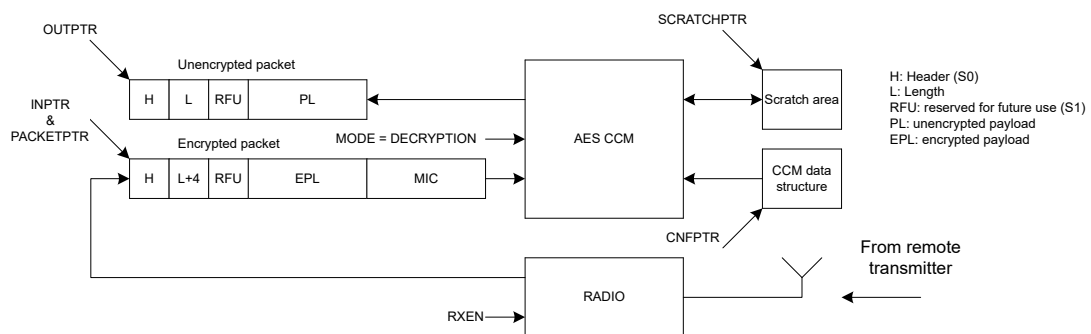 SCRATCHPTR
OUTPTR
Unencrypted packet
H L RFU PL
Scratch area
H: Header (S0)
L: Length
RFU: reserved for future use (S1)
PL: unencrypted payload
EPL: encrypted payload
INPTR
&
PACKETPTR
MODE = DECRYPTION
AES CCM
Encrypted packet
H L+4 RFU EPL MIC
CCM data
structure
CNFPTR
From remote
transmitter
RADIO
RXEN